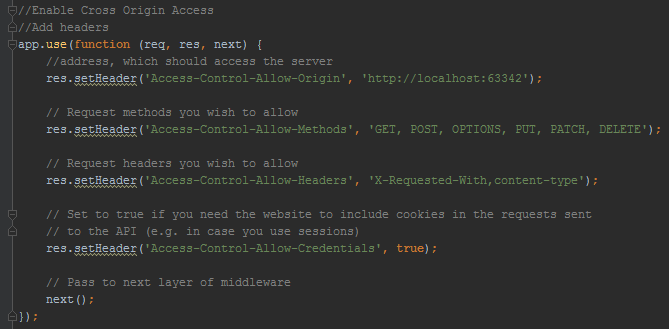 //Enable Cross Origin Access
//Add headers
app.use(function (req, res, next) {
    //address, which should access the server
    res.setHeader('Access-Control-Allow-Origin', 'http://localhost:63342');

    // Request methods you wish to allow
    res.setHeader('Access-Control-Allow-Methods', 'GET, POST, OPTIONS, PUT, PATCH, DELETE');

    // Request headers you wish to allow
    res.setHeader('Access-Control-Allow-Headers', 'X-Requested-With,content-type');

    // Set to true if you need the website to include cookies in the requests sent
    // to the API (e.g. in case you use sessions)
    res.setHeader('Access-Control-Allow-Credentials', true);

    // Pass to next layer of middleware
    next();
});